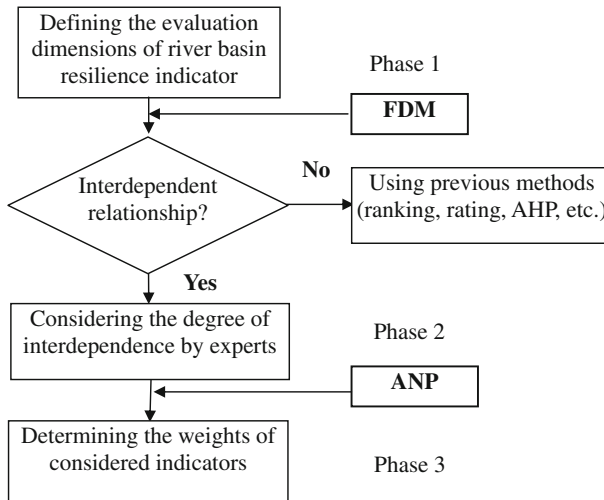 Defining the evaluation
dimensions of river basin
resilience indicator
Phase 1
FDM
Interdependent
relationship?
No
Using previous methods
(ranking, rating, AHP, etc.)
Yes
Considering the degree of
interdependence by experts
Phase 2
ANP
Determining the weights of
considered indicators
Phase 3